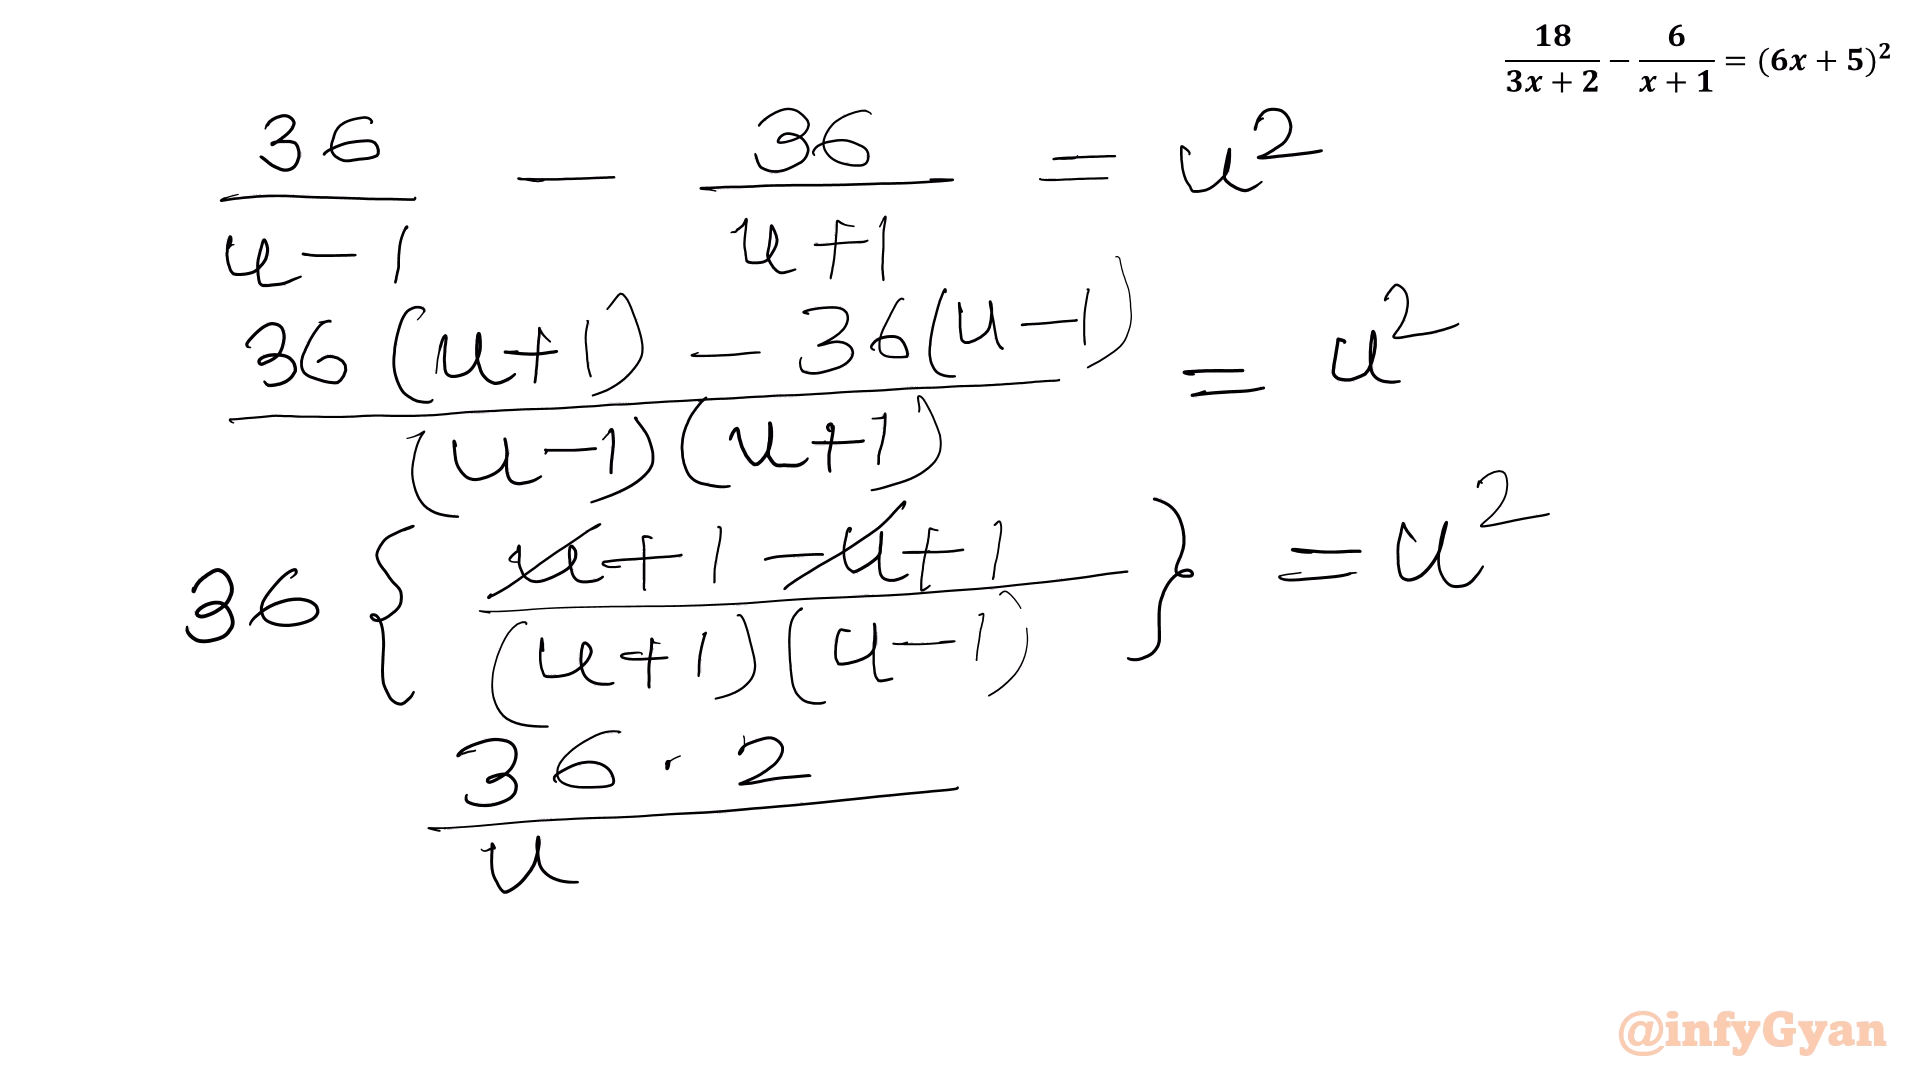 18/(3x + 2) − 6/(x + 1) = (6x + 5)²
36/(u − 1) − 36/(u + 1) = u²
(36(u + 1) − 36(u − 1))/((u − 1)(u + 1)) = u²
36{(u + 1 − u + 1)/((u + 1)(u − 1))} = u²
36 · 2/u
@infyGyan